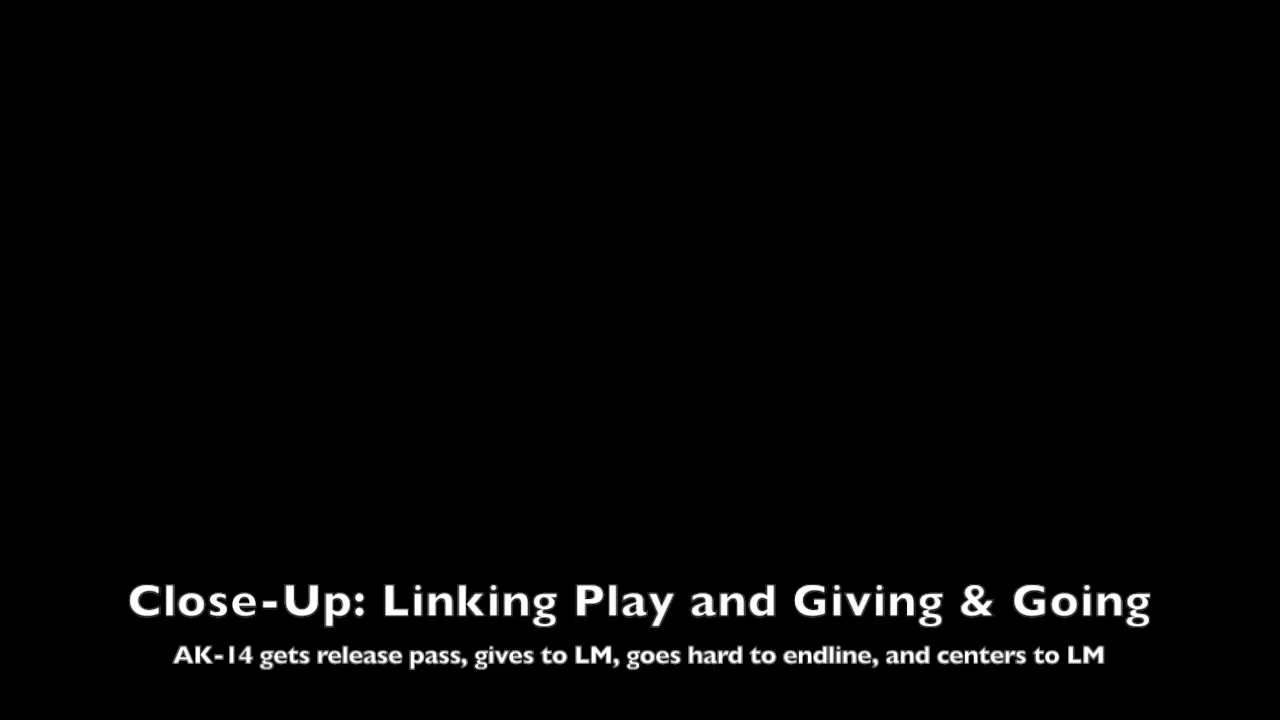 Close-Up: Linking Play and Giving & Going
AK-14 gets release pass, gives to LM, goes hard to endline, and centers to LM